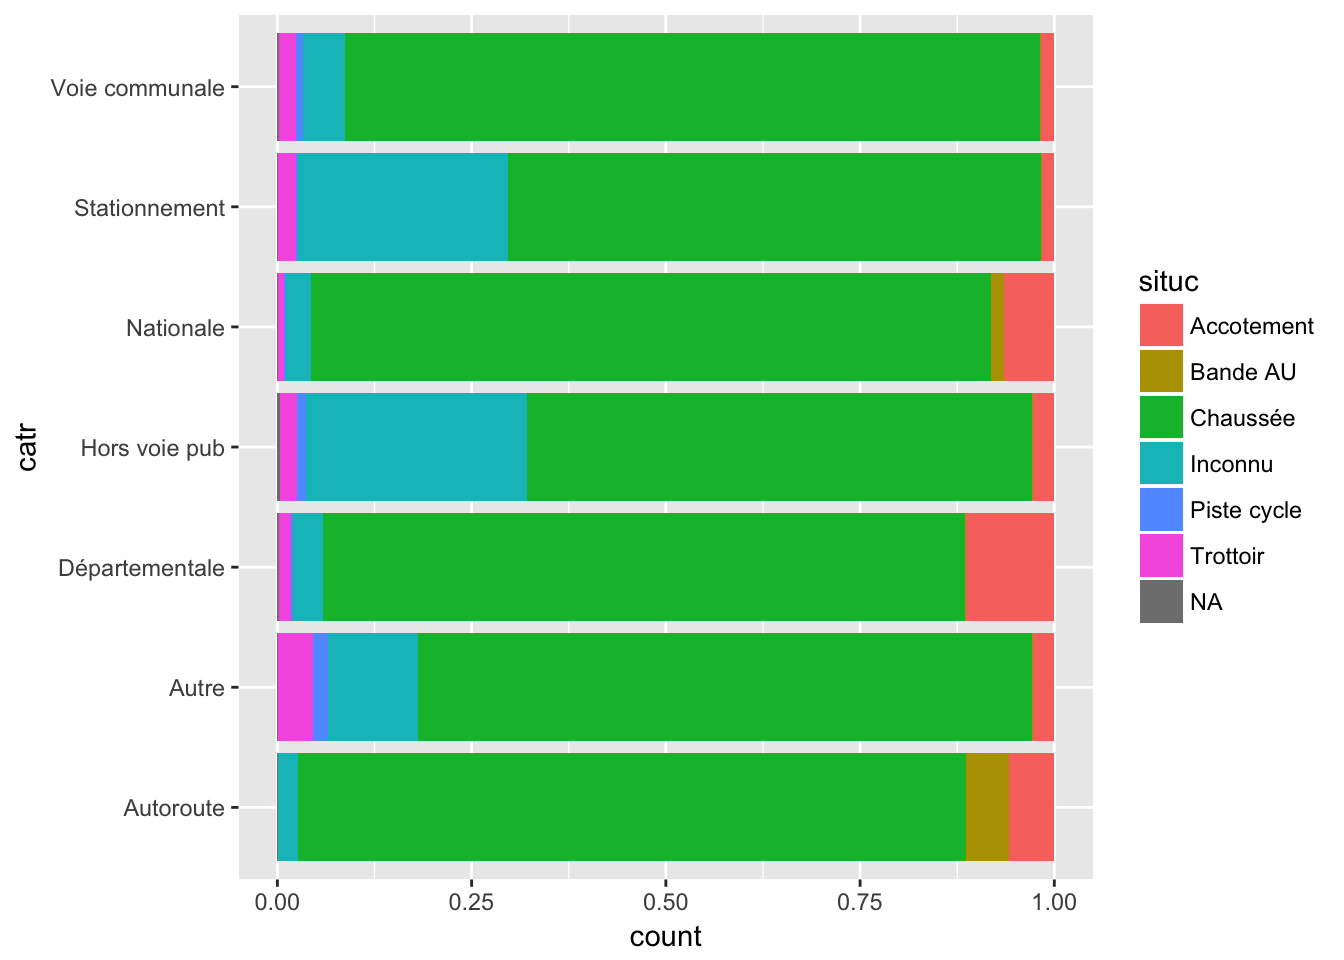 catr
Voie communale
Stationnement
Nationale
Hors voie pub
Départementale
Autre
Autoroute
0.00 0.25 0.50 0.75 1.00
count
situc
Accotement
Bande AU
Chaussée
Inconnu
Piste cycle
Trottoir
NA